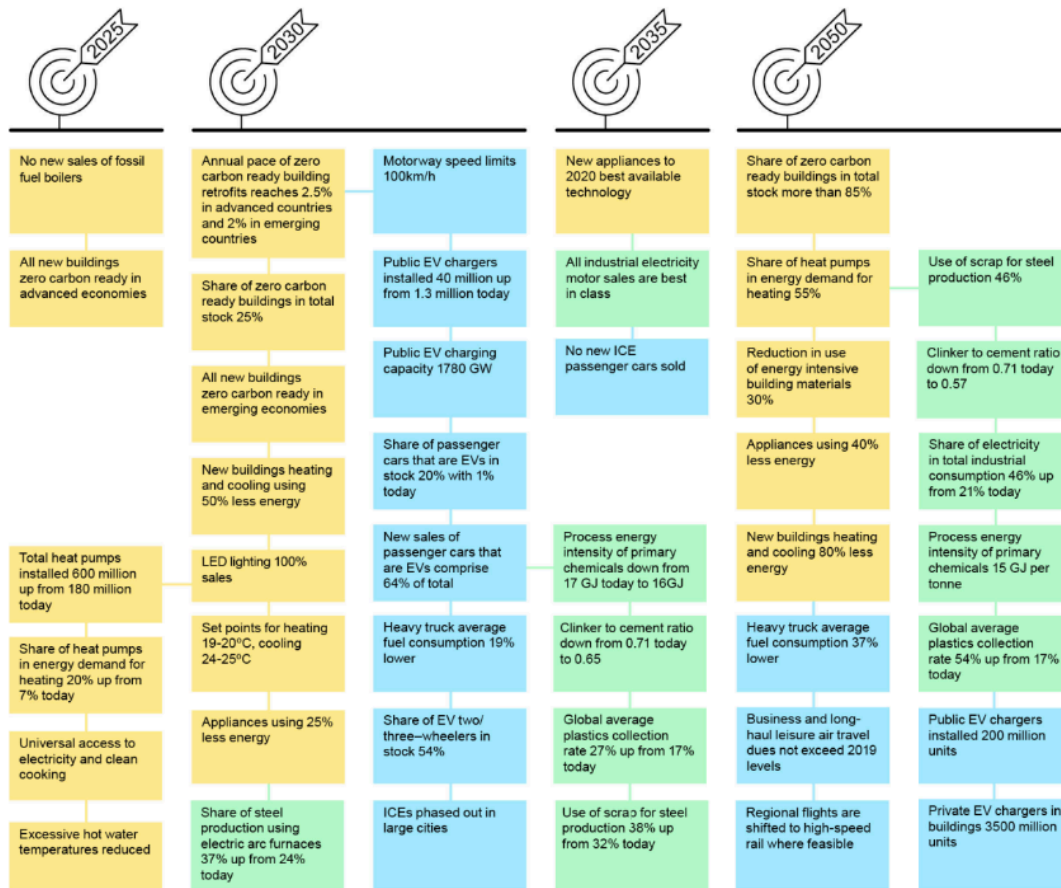 2025
2030
2035
2050
No new sales of fossil
fuel boilers
All new buildings
zero carbon ready in
advanced economies
Annual pace of zero
carbon ready building
retrofits reaches 2.5%
in advanced countries
and 2% in emerging
countries
Share of zero carbon
ready buildings in total
stock 25%
All new buildings
zero carbon ready in
emerging economies
New buildings heating
and cooling using
50% less energy
LED lighting 100%
sales
Set points for heating
19-20ºC, cooling
24-25ºC
Appliances using 25%
less energy
Share of steel
production using
electric arc furnaces
37% up from 24%
today
Total heat pumps
installed 600 million
up from 180 million
today
Share of heat pumps
in energy demand for
heating 20% up from
7% today
Universal access to
electricity and clean
cooking
Excessive hot water
temperatures reduced
Motorway speed limits
100km/h
Public EV chargers
installed 40 million up
from 1.3 million today
Public EV charging
capacity 1780 GW
Share of passenger
cars that are EVs in
stock 20% with 1%
today
New sales of
passenger cars that
are EVs comprise
64% of total
Heavy truck average
fuel consumption 19%
lower
Share of EV two/
three–wheelers in
stock 54%
ICEs phased out in
large cities
Process energy
intensity of primary
chemicals down from
17 GJ today to 16GJ
Clinker to cement ratio
down from 0.71 today
to 0.65
Global average
plastics collection
rate 27% up from 17%
today
Use of scrap for steel
production 38% up
from 32% today
New appliances to
2020 best available
technology
All industrial electricity
motor sales are best
in class
No new ICE
passenger cars sold
Share of zero carbon
ready buildings in total
stock more than 85%
Share of heat pumps
in energy demand for
heating 55%
Reduction in use
of energy intensive
building materials
30%
Appliances using 40%
less energy
New buildings heating
and cooling 80% less
energy
Heavy truck average
fuel consumption 37%
lower
Business and long-
haul leisure air travel
dues not exceed 2019
levels
Regional flights are
shifted to high-speed
rail where feasible
Use of scrap for steel
production 46%
Clinker to cement ratio
down from 0.71 today
to 0.57
Share of electricity
in total industrial
consumption 46% up
from 21% today
Process energy
intensity of primary
chemicals 15 GJ per
tonne
Global average
plastics collection
rate 54% up from 17%
today
Public EV chargers
installed 200 million
units
Private EV chargers in
buildings 3500 million
units